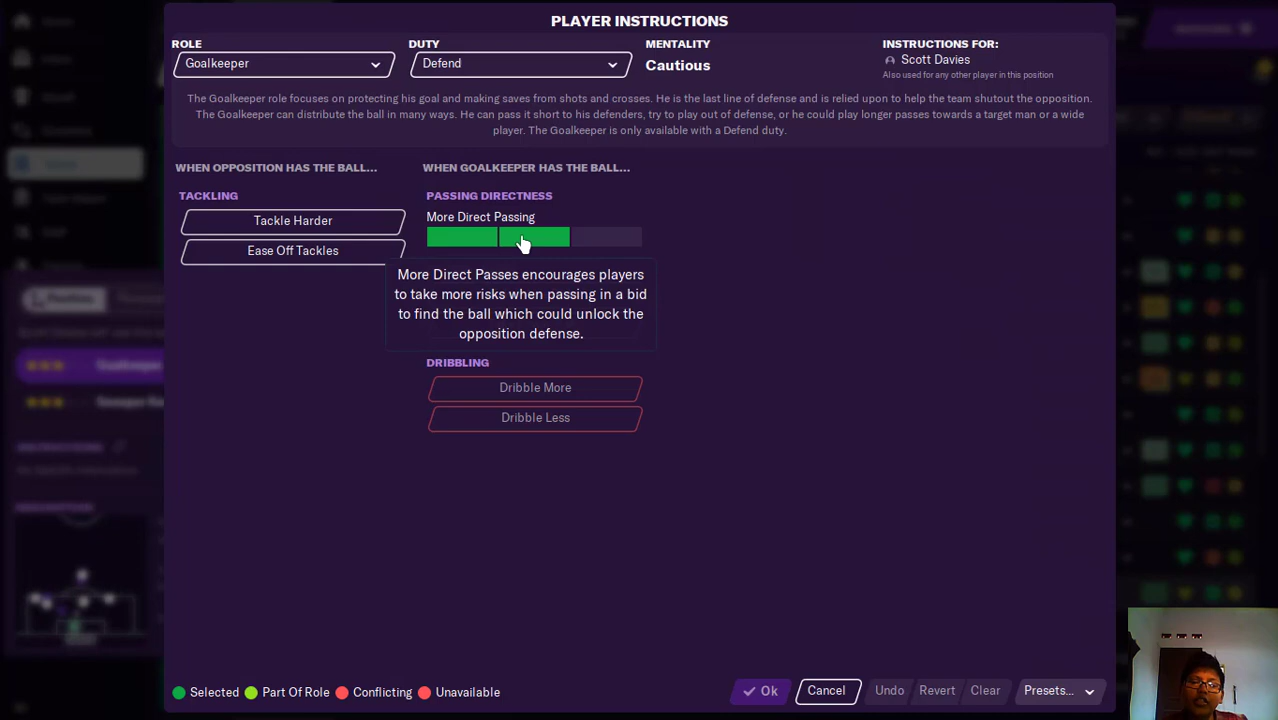 PLAYER INSTRUCTIONS
ROLE
DUTY
MENTALITY
INSTRUCTIONS FOR:
Goalkeeper
Defend
Cautious
Scott Davies
Also used for any other player in this position
The Goalkeeper role focuses on protecting his goal and making saves from shots and crosses. He is the last line of defense and is relied upon to help the team shutout the opposition.
The Goalkeeper can distribute the ball in many ways. He can pass it short to his defenders, try to play out of defense, or he could play longer passes towards a target man or a wide
player. The Goalkeeper is only available with a Defend duty.
WHEN OPPOSITION HAS THE BALL...
WHEN GOALKEEPER HAS THE BALL...
TACKLING
PASSING DIRECTNESS
Tackle Harder
More Direct Passing
Ease Off Tackles
More Direct Passes encourages players
to take more risks when passing in a bid
to find the ball which could unlock the
opposition defense.
DRIBBLING
Dribble More
Dribble Less
Selected
Part Of Role
Conflicting
Unavailable
Ok
Cancel
Undo
Revert
Clear
Presets...